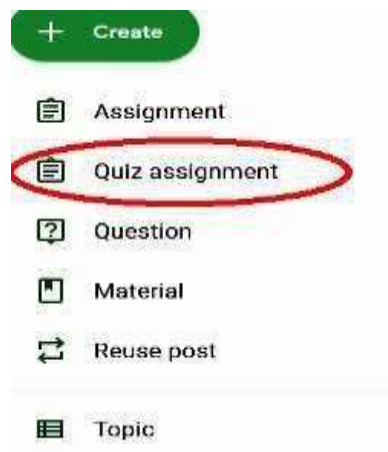 Create
Assignment
Quiz assignment
Question
Material
Reuse post
Topic